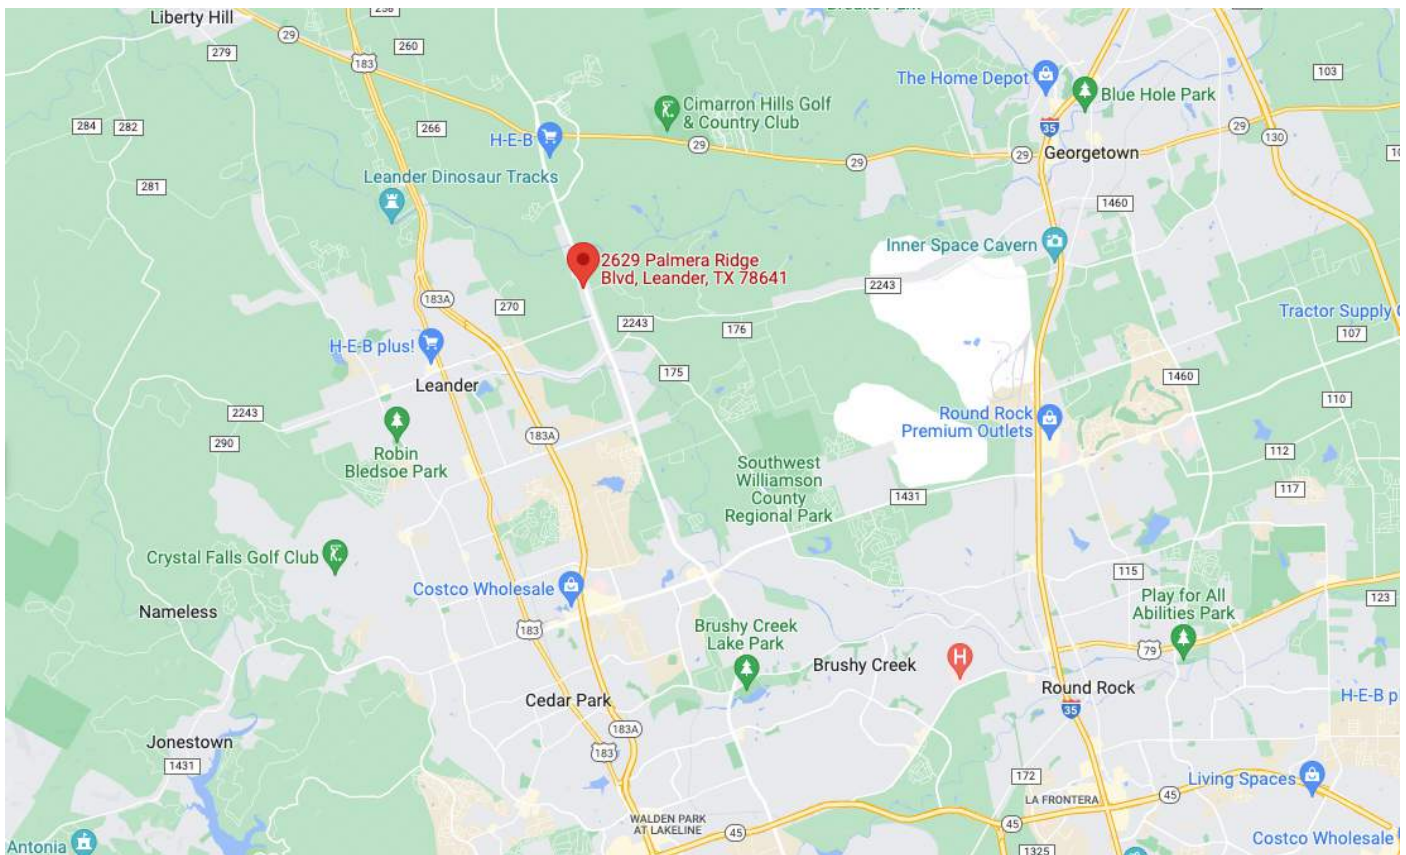 Liberty Hill
29
258
279
260
183
The Home Depot
103
Cimarron Hills Golf
& Country Club
Blue Hole Park
284
282
266
H-E-B
29
35
29
130
29
29
Georgetown
281
Leander Dinosaur Tracks
1460
Inner Space Cavern
2629 Palmera Ridge
Blvd, Leander, TX 78641
2243
183A
270
2243
176
Tractor Supply
107
H-E-B plus!
Leander
175
1460
2243
290
110
Robin
Bledsoe Park
183A
Round Rock
Premium Outlets
112
Southwest
Williamson
County
Regional Park
1431
117
Crystal Falls Golf Club
Costco Wholesale
115
Nameless
Play for All
Abilities Park
123
183
Brushy Creek
Lake Park
79
Brushy Creek
H
Round Rock
35
Cedar Park
H-E-B p
183A
Jonestown
183
1431
172
Living Spaces
LA FRONTERA
45
WALDEN PARK
AT LAKELINE
45
45
Antonia
1325
Costco Wholesale